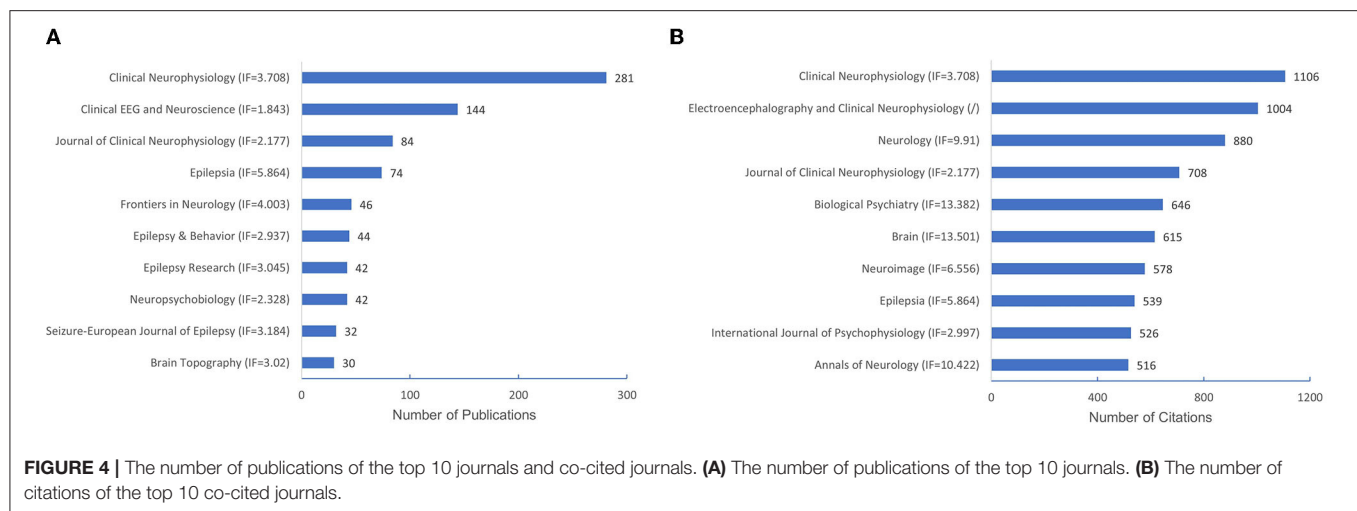 A
Clinical Neurophysiology (IF=3.708) 281
Clinical EEG and Neuroscience (IF=1.843) 144
Journal of Clinical Neurophysiology (IF=2.177) 84
Epilepsia (IF=5.864) 74
Frontiers in Neurology (IF=4.003) 46
Epilepsy & Behavior (IF=2.937) 44
Epilepsy Research (IF=3.045) 42
Neuropsychobiology (IF=2.328) 42
Seizure-European Journal of Epilepsy (IF=3.184) 32
Brain Topography (IF=3.02) 30
0 100 200 300
Number of Publications
B
Clinical Neurophysiology (IF=3.708) 1106
Electroencephalography and Clinical Neurophysiology (/) 1004
Neurology (IF=9.91) 880
Journal of Clinical Neurophysiology (IF=2.177) 708
Biological Psychiatry (IF=13.382) 646
Brain (IF=13.501) 615
Neuroimage (IF=6.556) 578
Epilepsia (IF=5.864) 539
International Journal of Psychophysiology (IF=2.997) 526
Annals of Neurology (IF=10.422) 516
0 400 800 1200
Number of Citations
FIGURE 4 | The number of publications of the top 10 journals and co-cited journals. (A) The number of publications of the top 10 journals. (B) The number of
citations of the top 10 co-cited journals.